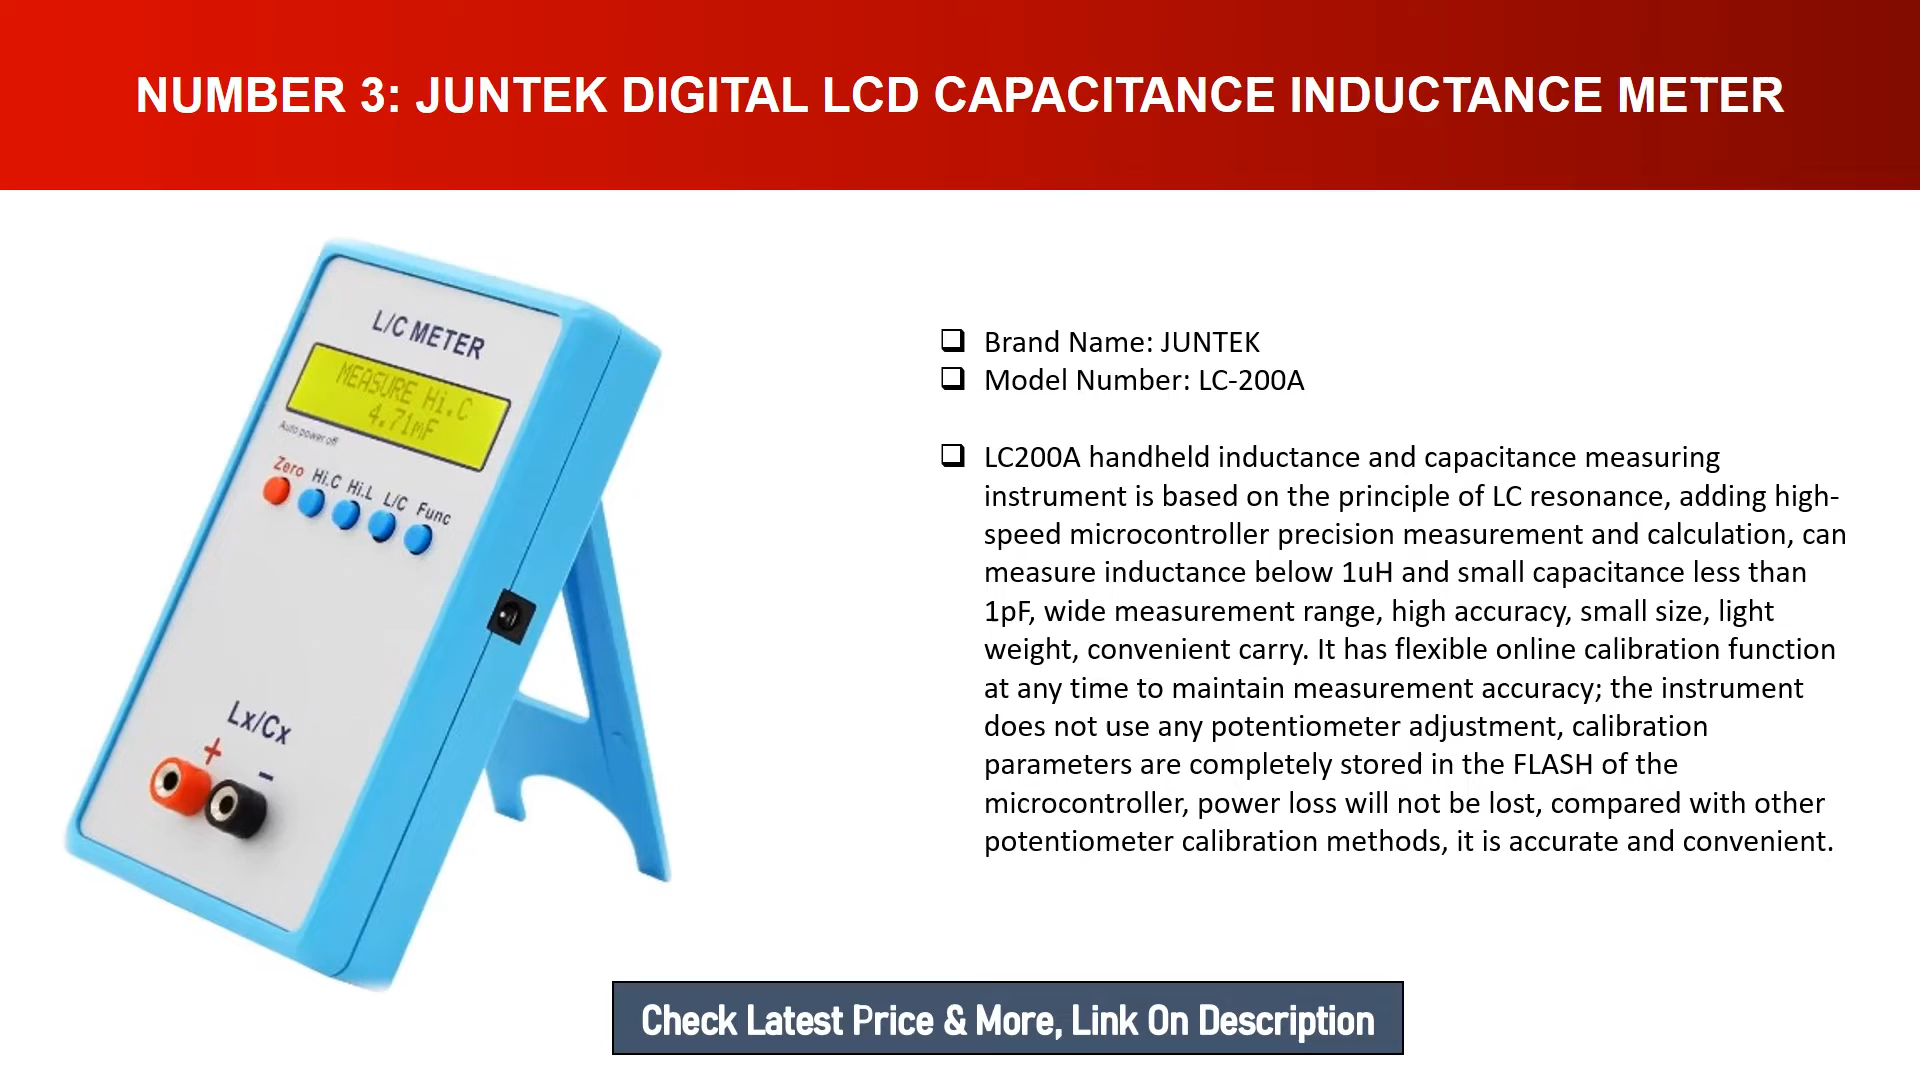 NUMBER 3: JUNTEK DIGITAL LCD CAPACITANCE INDUCTANCE METER
L/C METER
MEASURE Hi.C
4.71mF
Auto power off
Zero Hi.C Hi.L L/C Func
Lx/Cx
+ -
Brand Name: JUNTEK
Model Number: LC-200A
LC200A handheld inductance and capacitance measuring
instrument is based on the principle of LC resonance, adding high-
speed microcontroller precision measurement and calculation, can
measure inductance below 1uH and small capacitance less than
1pF, wide measurement range, high accuracy, small size, light
weight, convenient carry. It has flexible online calibration function
at any time to maintain measurement accuracy; the instrument
does not use any potentiometer adjustment, calibration
parameters are completely stored in the FLASH of the
microcontroller, power loss will not be lost, compared with other
potentiometer calibration methods, it is accurate and convenient.
Check Latest Price & More, Link On Description